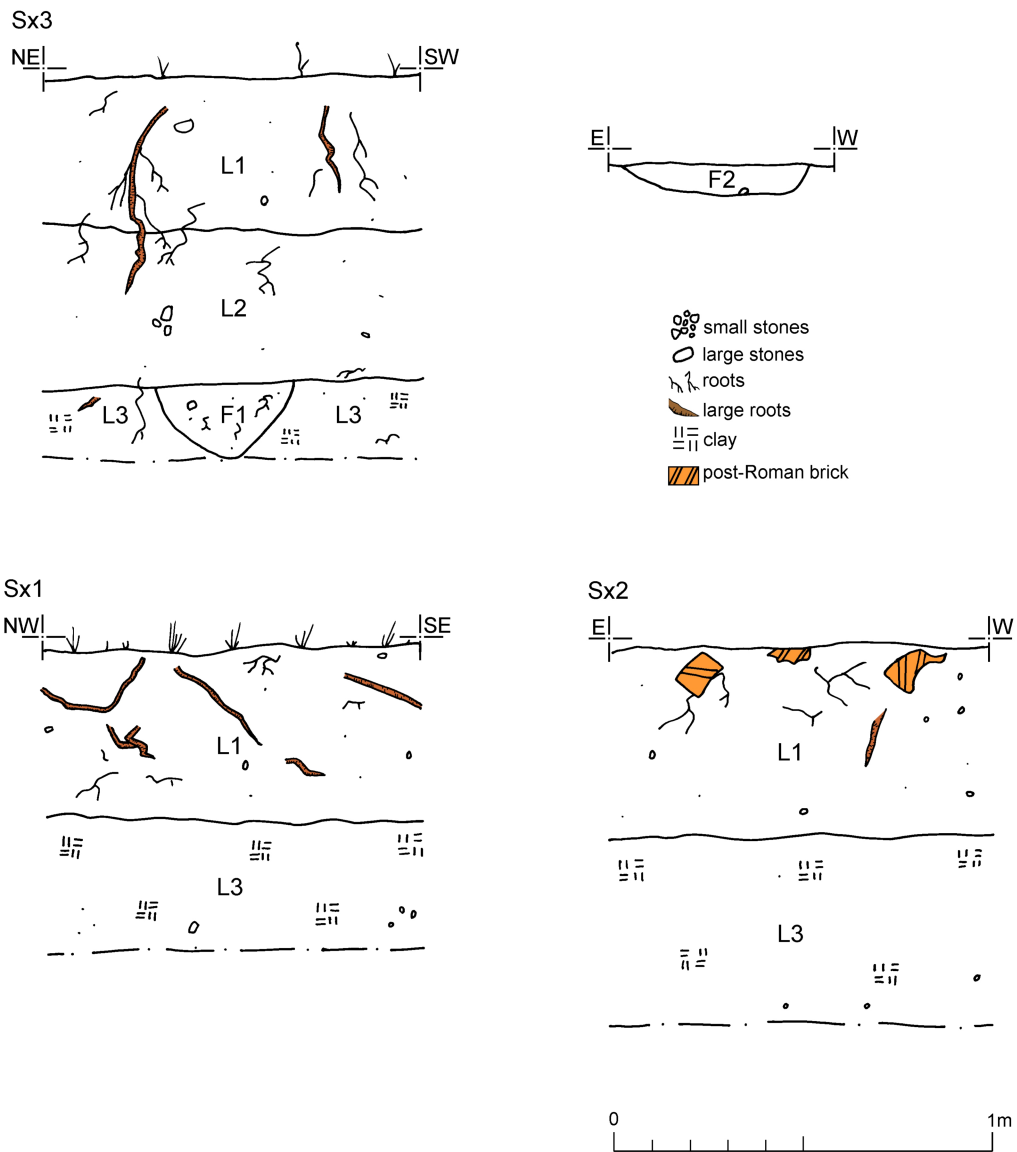 Sx3
NE SW
L1
L2
L3 F1 L3
E W
F2
small stones
large stones
roots
large roots
clay
post-Roman brick
Sx1
NW SE
L1
L3
Sx2
E W
L1
L3
0 1m